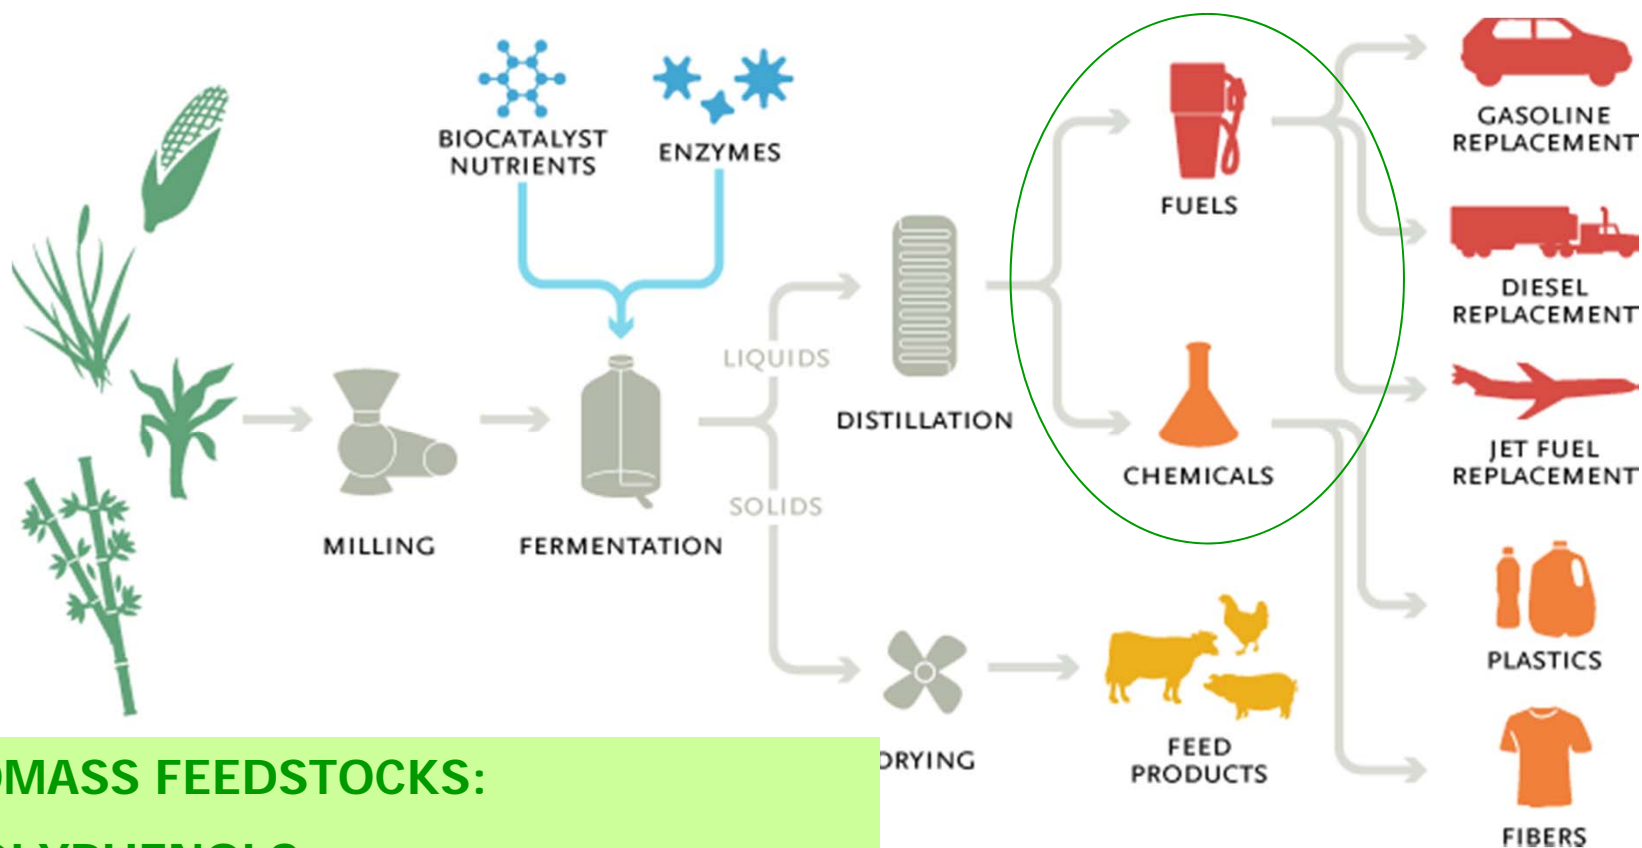 BIOCATALYST
NUTRIENTS
ENZYMES
LIQUIDS
SOLIDS
MILLING
FERMENTATION
DISTILLATION
FUELS
CHEMICALS
GASOLINE
REPLACEMENT
DIESEL
REPLACEMENT
JET FUEL
REPLACEMENT
PLASTICS
FIBERS
DRYING
FEED
PRODUCTS
OMASS FEEDSTOCKS: